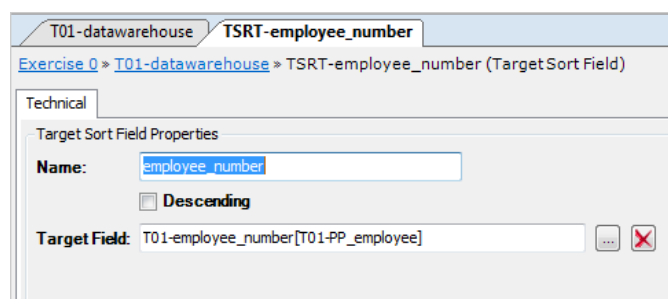 T01-datawarehouse TSRT-employee_number
Exercise 0 » T01-datawarehouse » TSRT-employee_number (Target Sort Field)
Technical
Target Sort Field Properties
Name: employee_number
Descending
Target Field: T01-employee_number[T01-PP_employee] ...